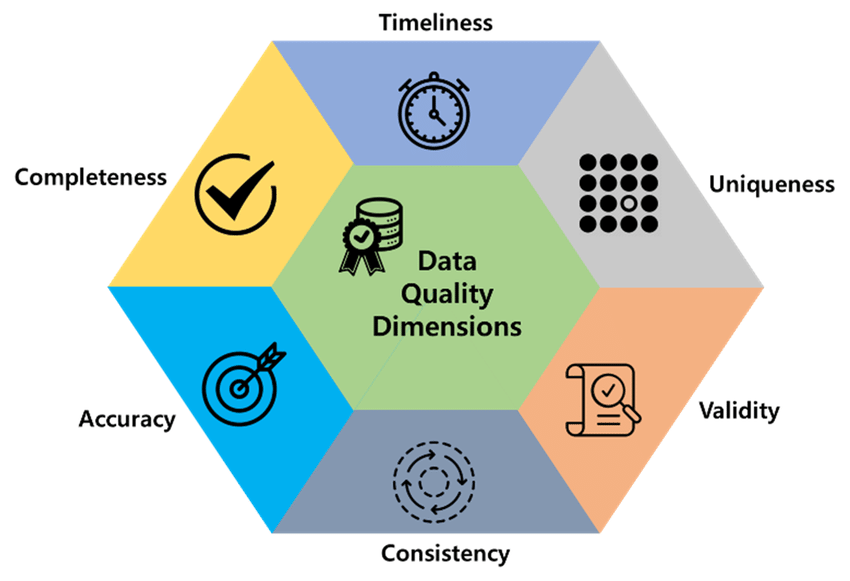 Timeliness
Completeness
Uniqueness
Data
Quality
Dimensions
Accuracy
Validity
Consistency